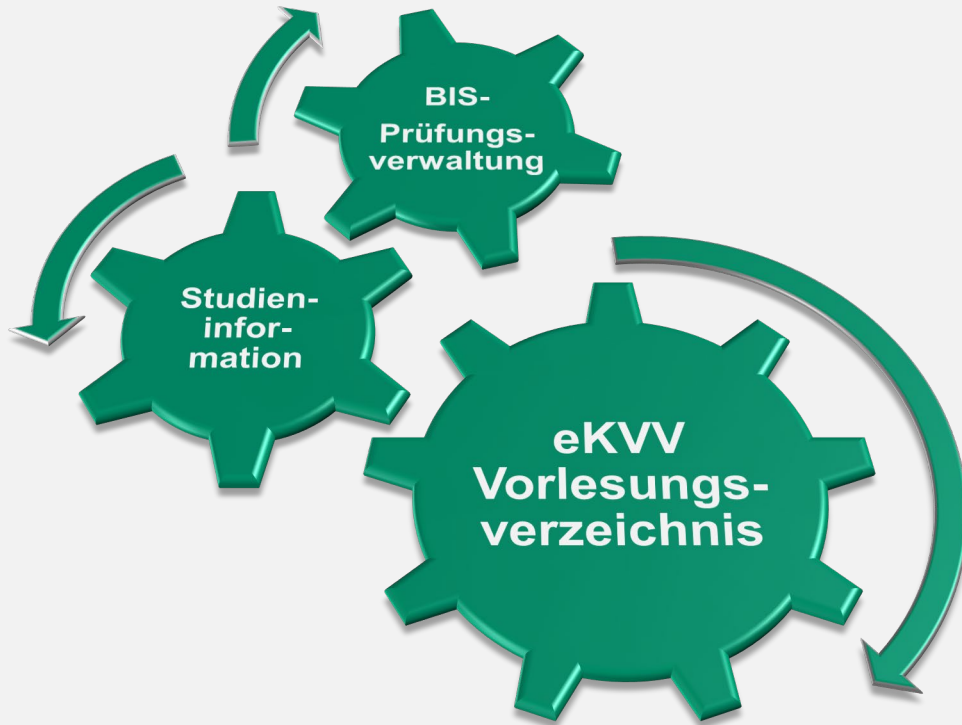 BIS-
Prüfungs-
verwaltung
Studien-
infor-
mation
eKVV
Vorlesungs-
verzeichnis